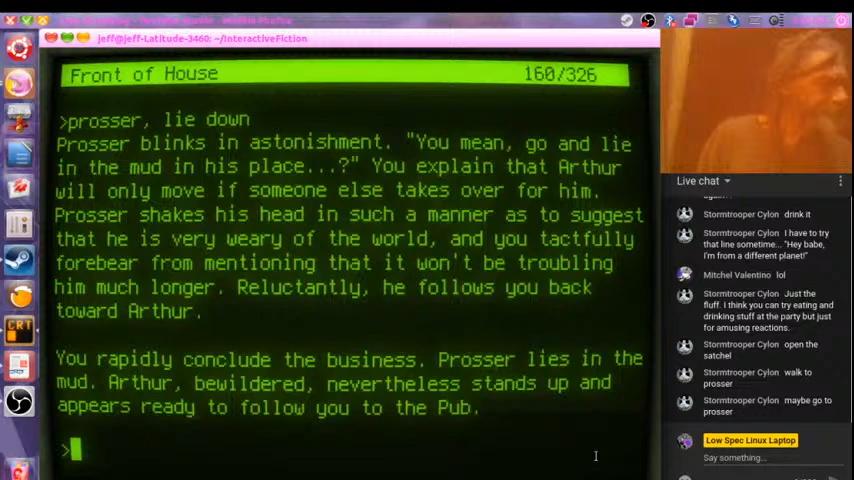 jeff@jeff-Latitude-3460: ~/InteractiveFiction
Front of House 160/326
>prosser, lie down
Prosser blinks in astonishment. "You mean, go and lie
in the mud in his place...?" You explain that Arthur
will only move if someone else takes over for him.
Prosser shakes his head in such a manner as to suggest
that he is very weary of the world, and you tactfully
forebear from mentioning that it won't be troubling
him much longer. Reluctantly, he follows you back
toward Arthur.
You rapidly conclude the business. Prosser lies in the
mud. Arthur, bewildered, nevertheless stands up and
appears ready to follow you to the Pub.
>
CRT
Live chat
Stormtrooper Cylon drink it
Stormtrooper Cylon I have to try
that line sometime... "Hey babe,
I'm from a different planet!"
Mitchel Valentino lol
Stormtrooper Cylon Just the
fluff. I think you can try eating and
drinking stuff at the party but just
for amusing reactions.
Stormtrooper Cylon open the
satchel
Stormtrooper Cylon walk to
prosser
Stormtrooper Cylon maybe go to
prosser
Low Spec Linux Laptop
Say something...